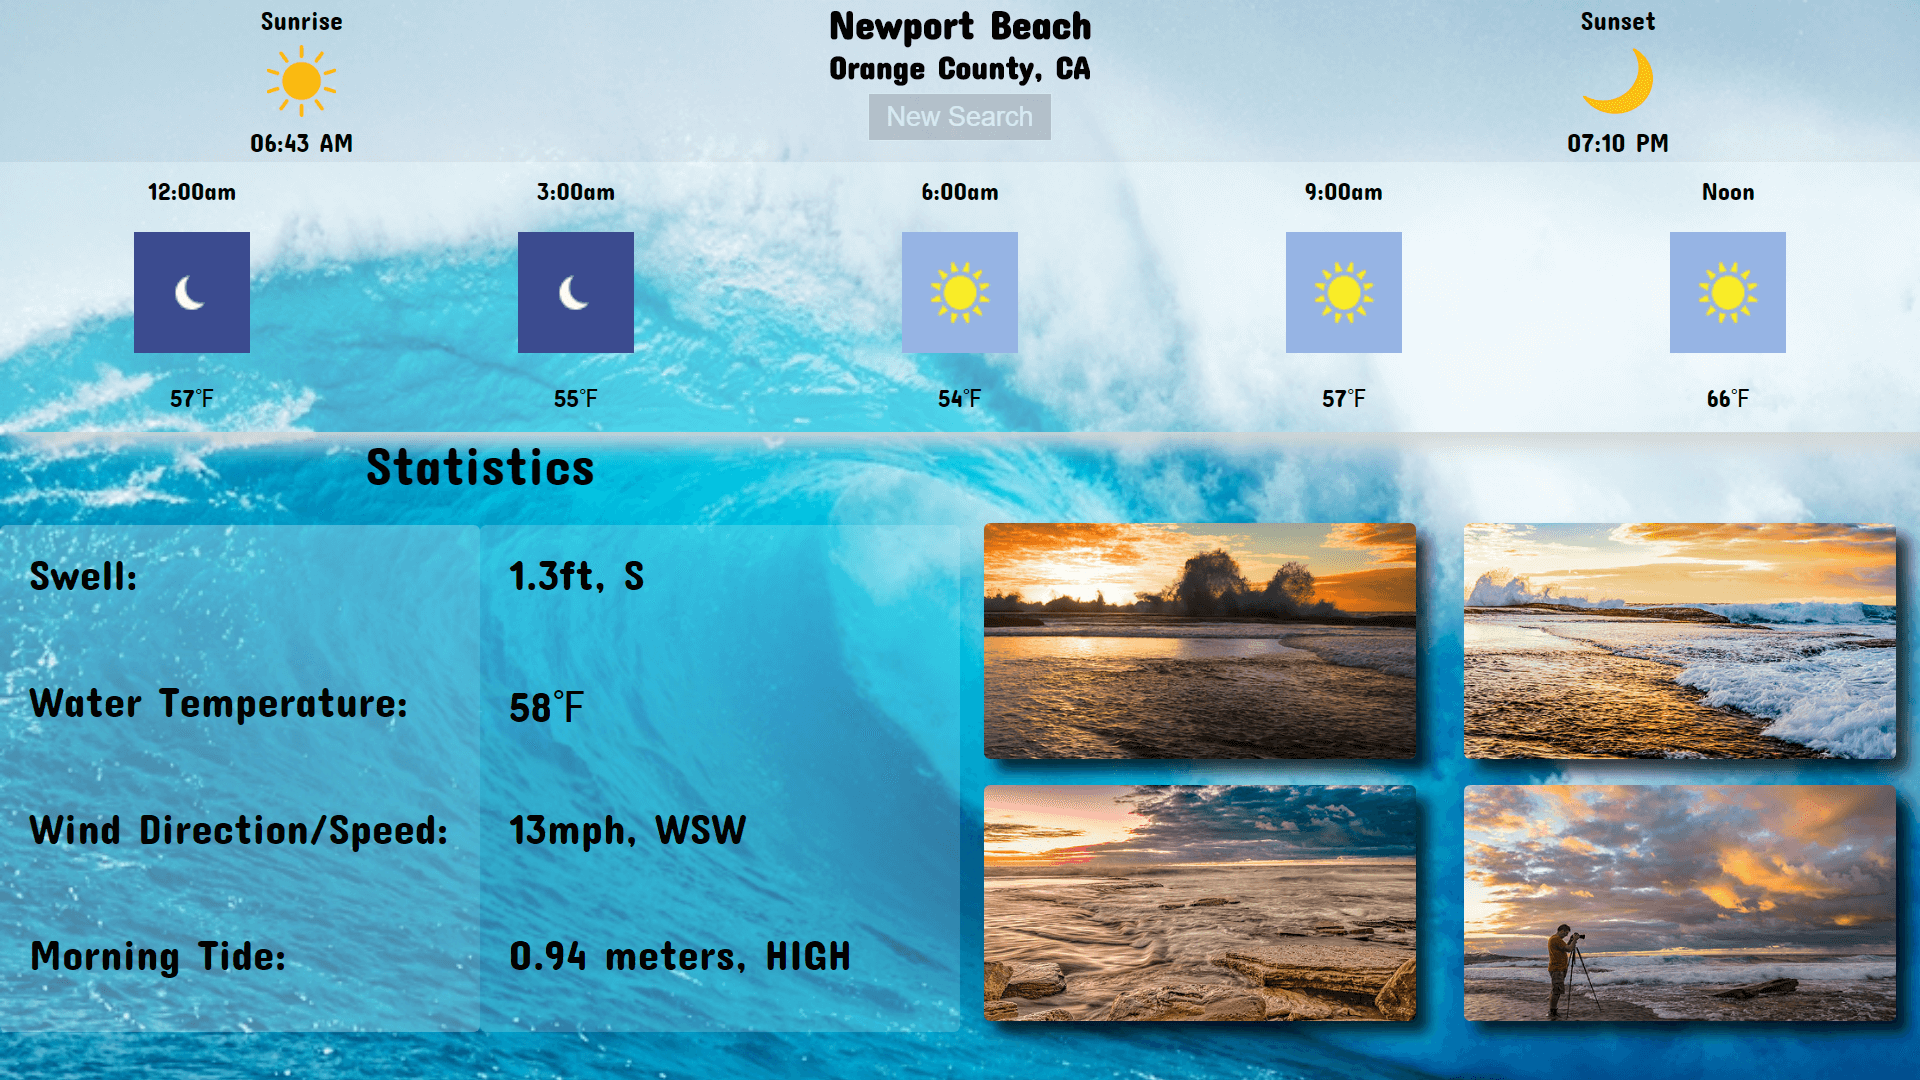 Sunrise
06:43 AM
Newport Beach
Orange County, CA
New Search
Sunset
07:10 PM
12:00am
3:00am
6:00am
9:00am
Noon
57°F
55°F
54°F
57°F
66°F
Statistics
Swell:
1.3ft, S
Water Temperature:
58°F
Wind Direction/Speed:
13mph, WSW
Morning Tide:
0.94 meters, HIGH